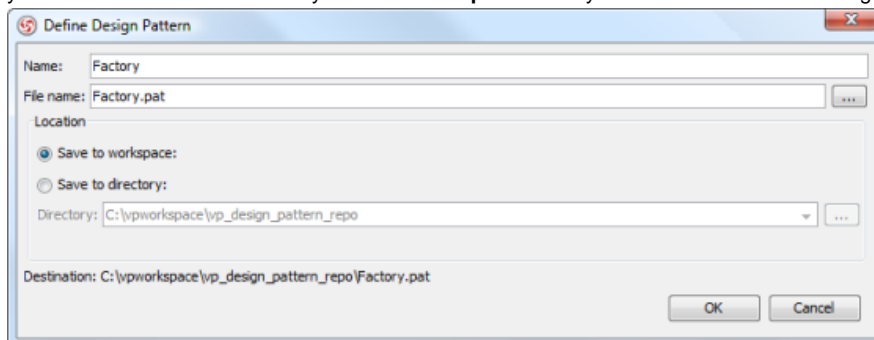 Define Design Pattern
Name: Factory
File name: Factory.pat ...
Location
Save to workspace:
Save to directory:
Directory: C:\vpworkspace\vp_design_pattern_repo ...
Destination: C:\vpworkspace\vp_design_pattern_repo\Factory.pat
OK Cancel